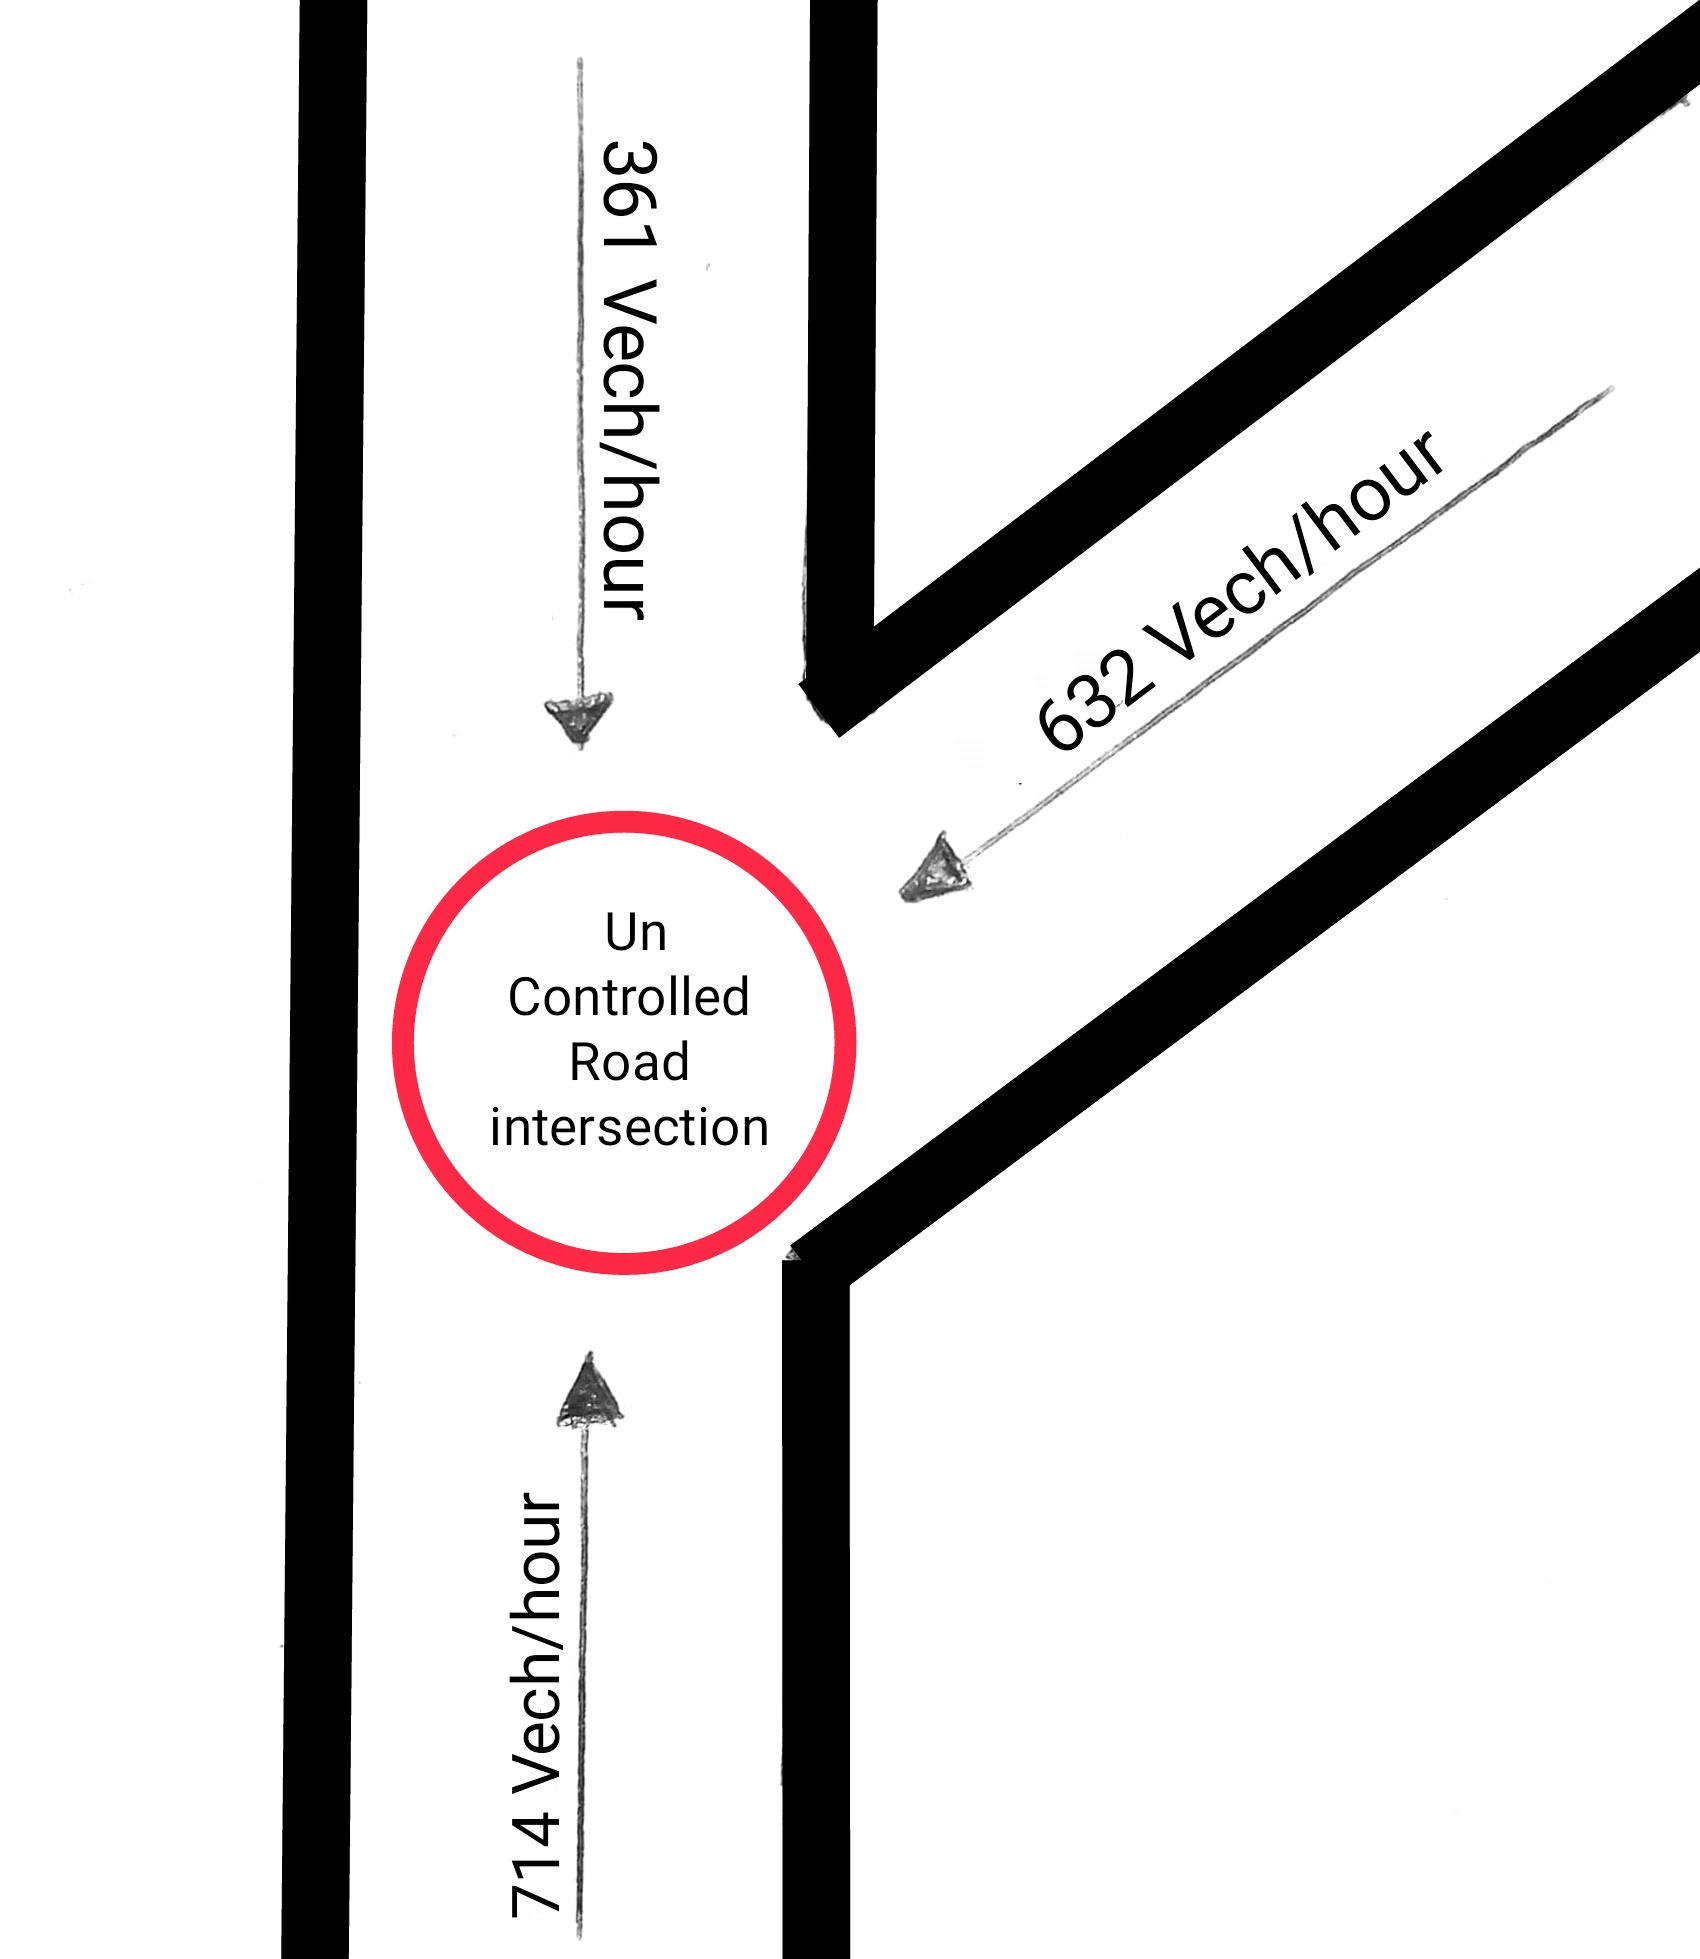 361 Vech/hour
632 Vech/hour
Un
Controlled
Road
intersection
714 Vech/hour